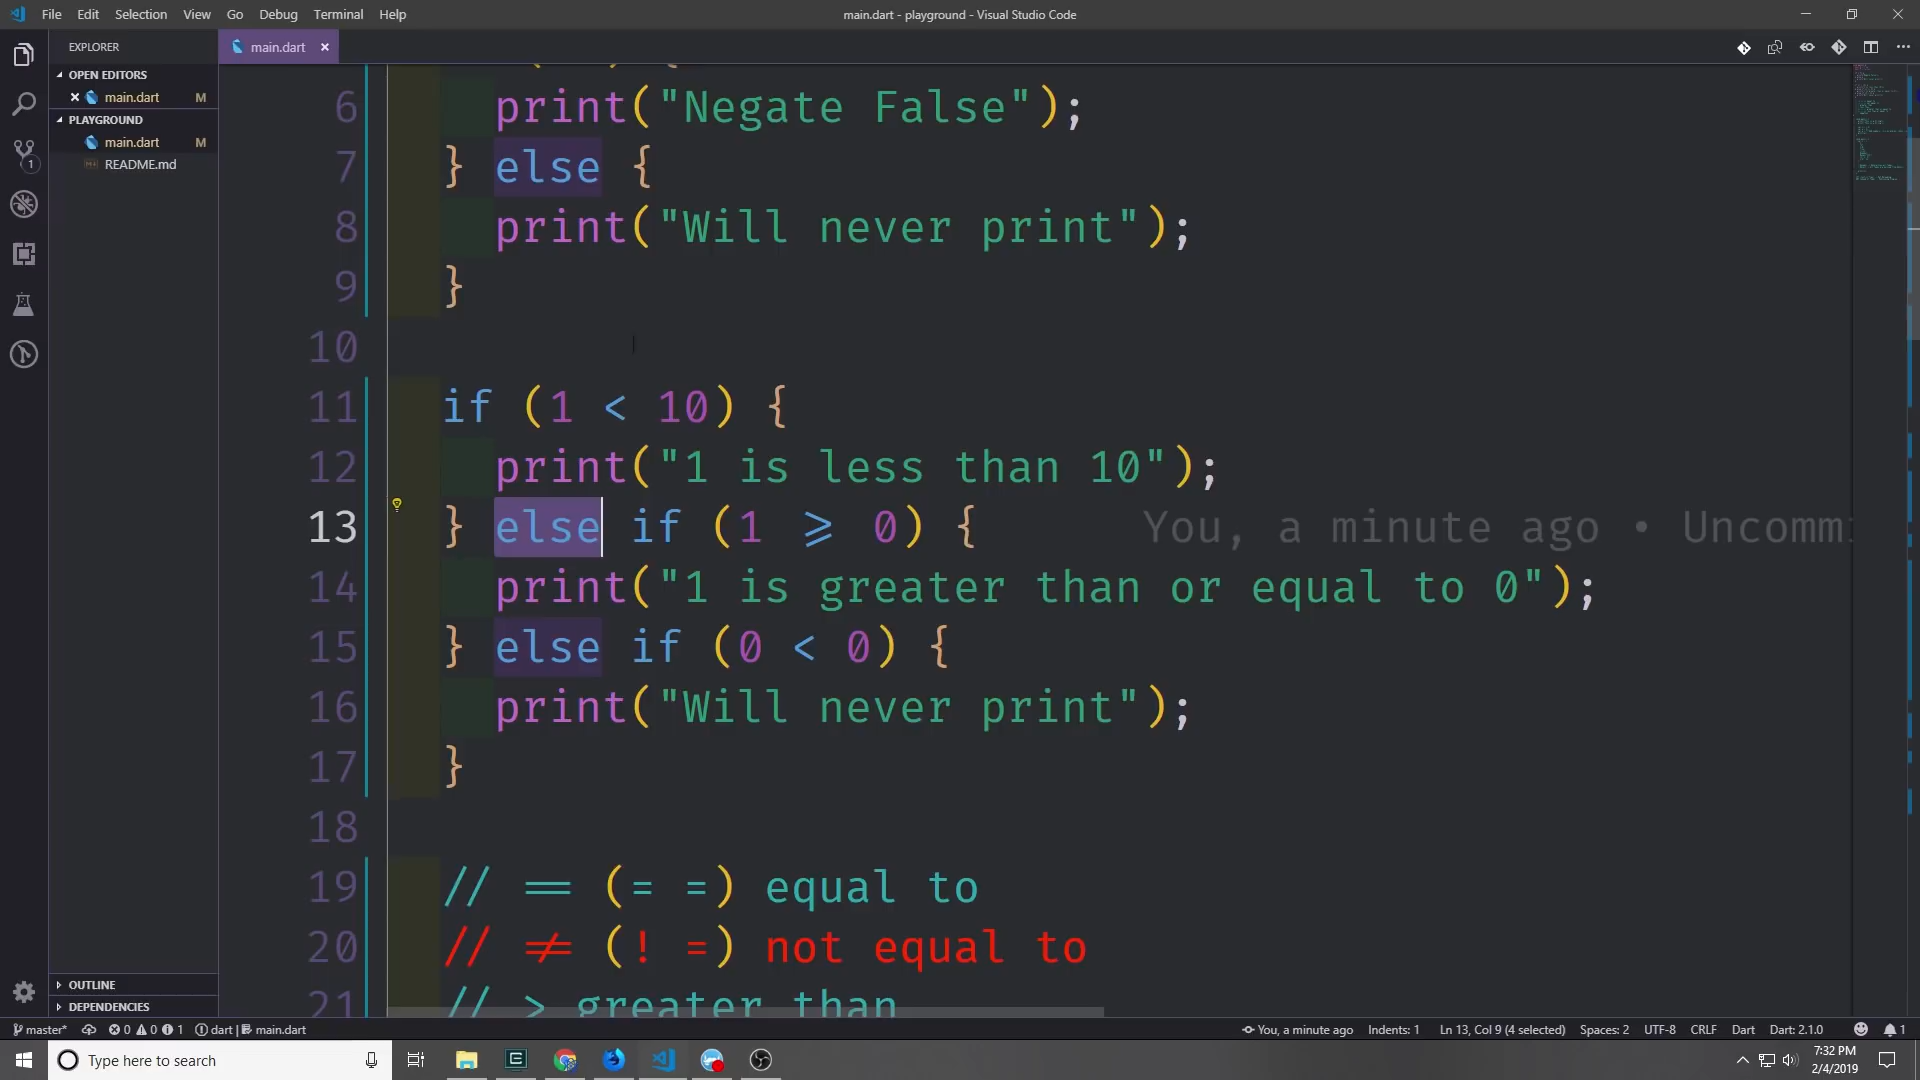 File Edit Selection View Go Debug Terminal Help
main.dart - playground - Visual Studio Code
EXPLORER
OPEN EDITORS
main.dart M
PLAYGROUND
main.dart M
README.md
OUTLINE
DEPENDENCIES
main.dart
6 print("Negate False");
7 } else {
8 print("Will never print");
9 }
10
11 if (1 < 10) {
12 print("1 is less than 10");
13 } else if (1 >= 0) { You, a minute ago • Uncommi
14 print("1 is greater than or equal to 0");
15 } else if (0 < 0) {
16 print("Will never print");
17 }
18
19 // == (= =) equal to
20 // != (! =) not equal to
21 // > greater than
master* 0 0 1 dart | main.dart
You, a minute ago Indents: 1 Ln 13, Col 9 (4 selected) Spaces: 2 UTF-8 CRLF Dart Dart: 2.1.0 1
Type here to search
7:32 PM
2/4/2019